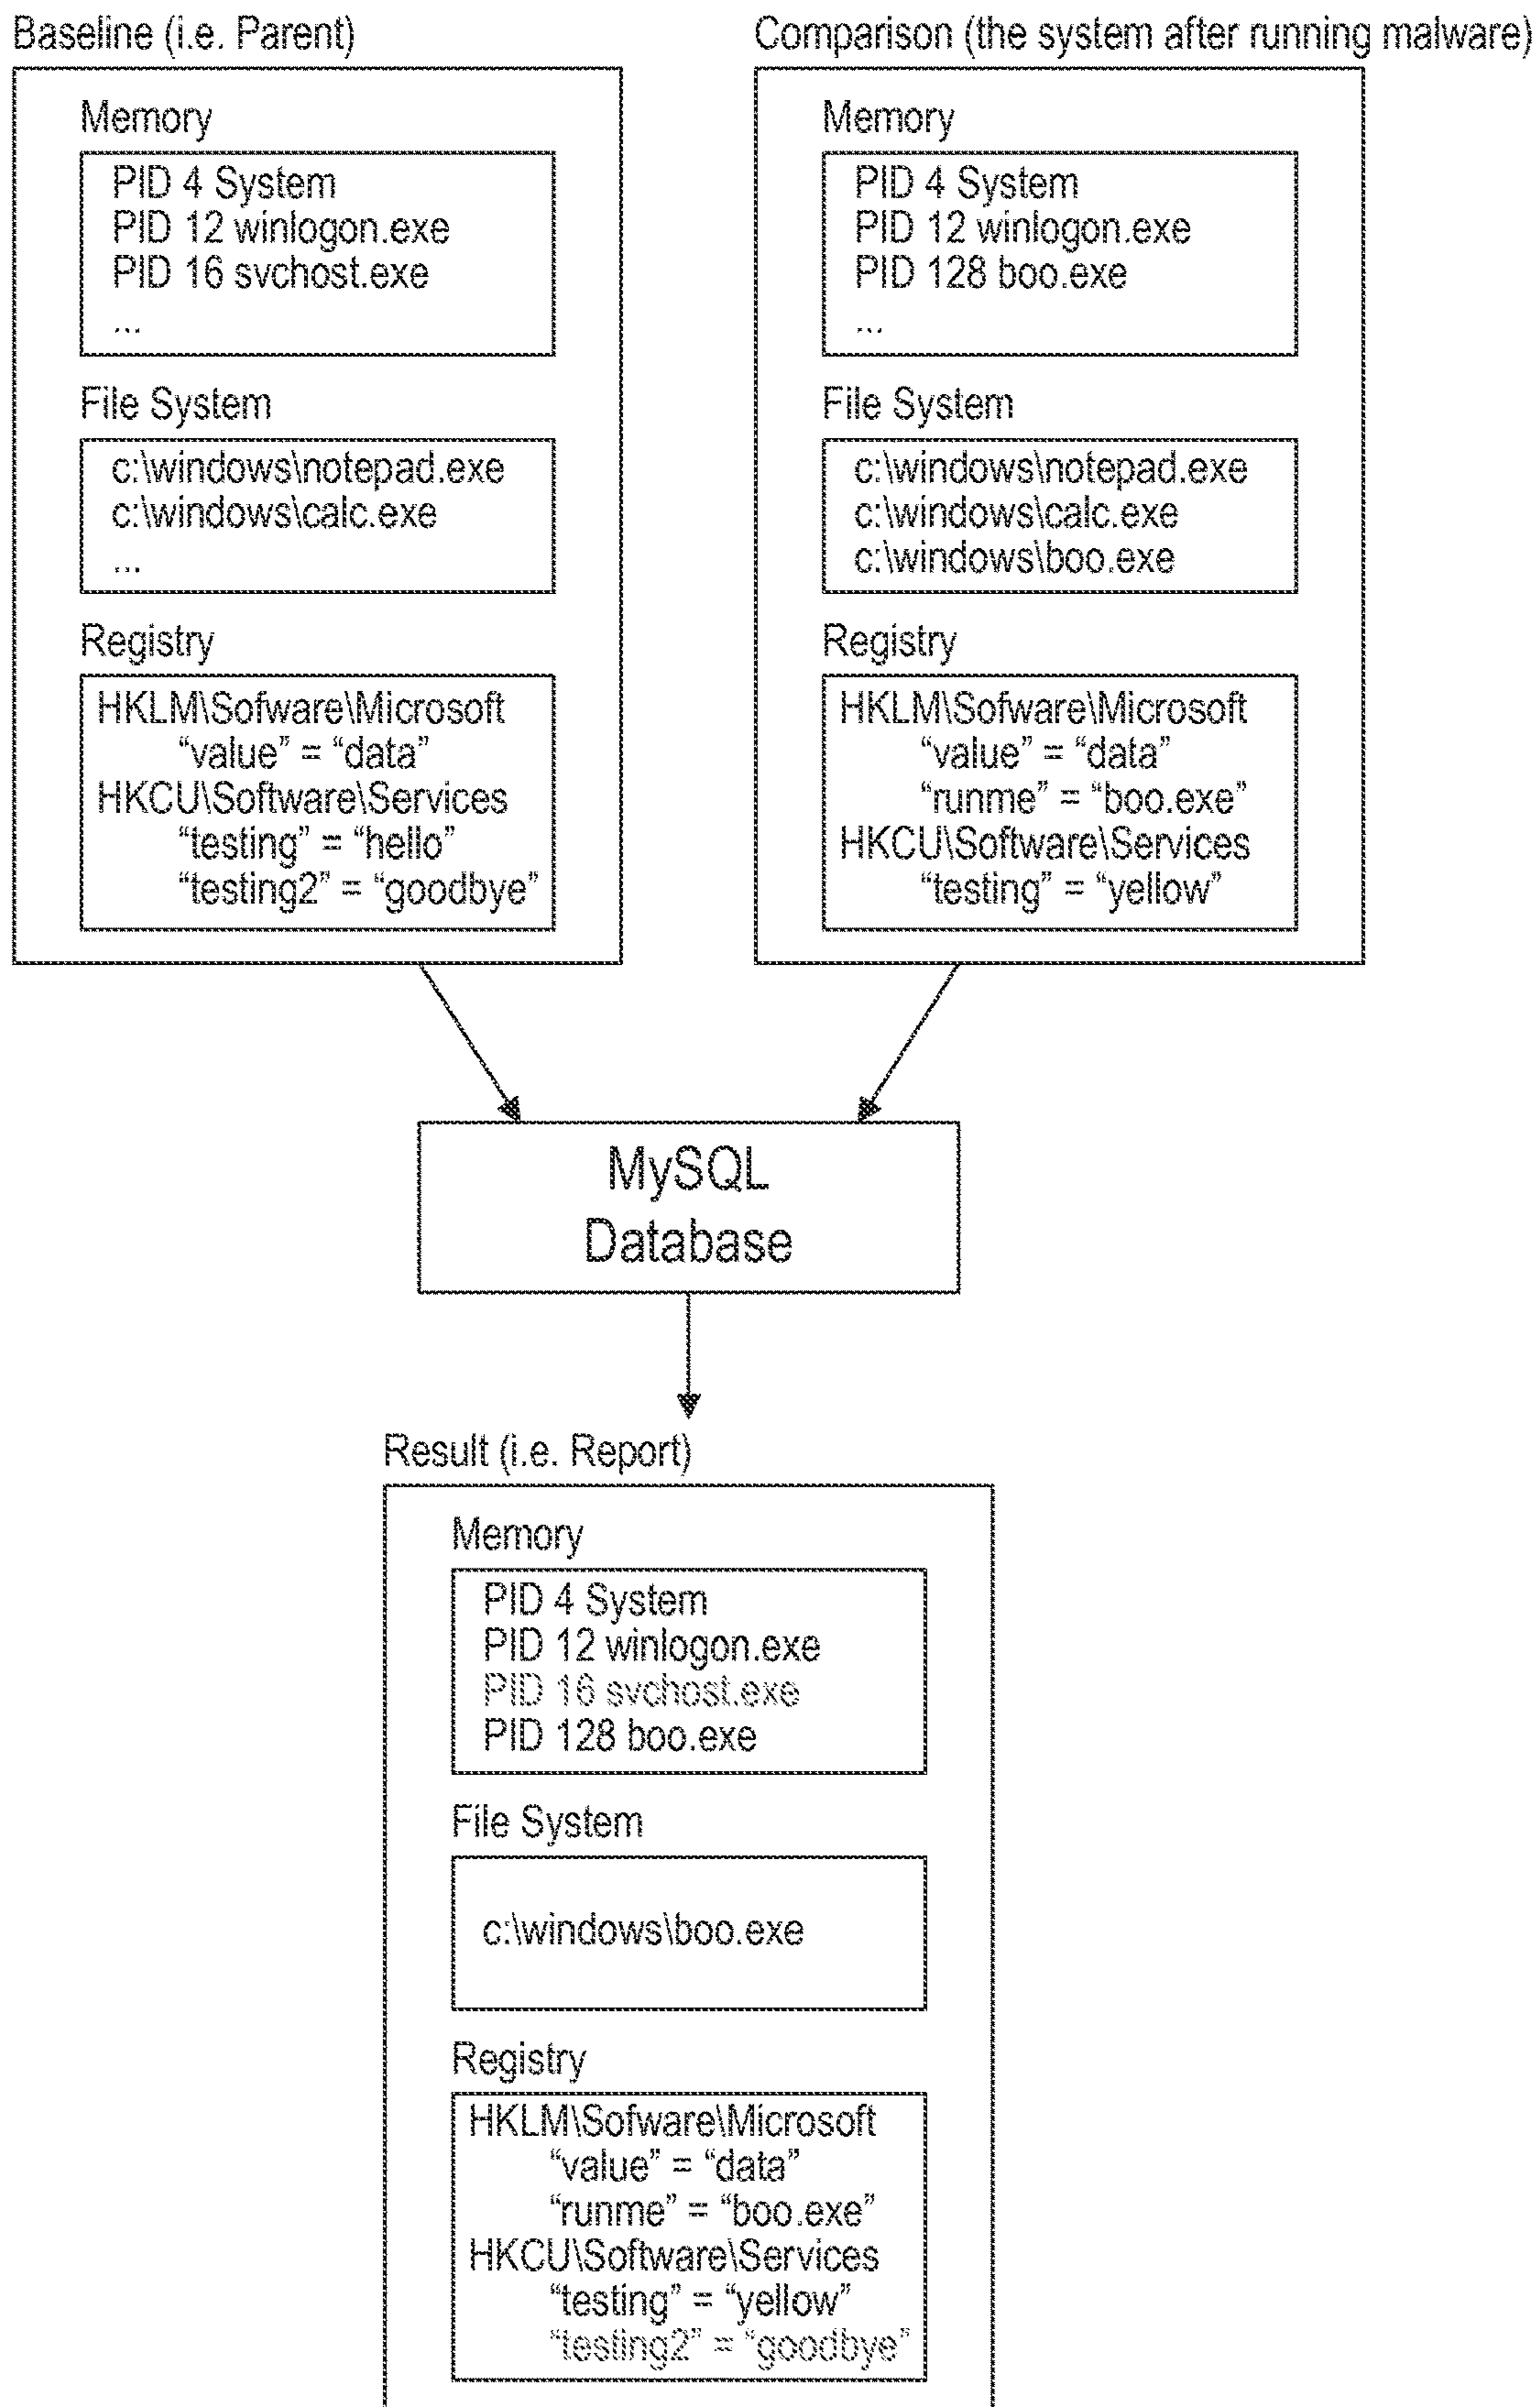 Baseline (i.e. Parent)
Memory
PID 4 System
PID 12 winlogon.exe
PID 16 svchost.exe
...
File System
c:\windows\notepad.exe
c:\windows\calc.exe
...
Registry
HKLM\Sofware\Microsoft
“value” = “data”
HKCU\Software\Services
“testing” = “hello”
“testing2” = “goodbye”
Comparison (the system after running malware)
Memory
PID 4 System
PID 12 winlogon.exe
PID 128 boo.exe
...
File System
c:\windows\notepad.exe
c:\windows\calc.exe
c:\windows\boo.exe
Registry
HKLM\Sofware\Microsoft
“value” = “data”
“runme” = “boo.exe”
HKCU\Software\Services
“testing” = “yellow”
MySQL
Database
Result (i.e. Report)
Memory
PID 4 System
PID 12 winlogon.exe
PID 16 svchost.exe
PID 128 boo.exe
File System
c:\windows\boo.exe
Registry
HKLM\Sofware\Microsoft
“value” = “data”
“runme” = “boo.exe”
HKCU\Software\Services
“testing” = “yellow”
“testing2” = “goodbye”